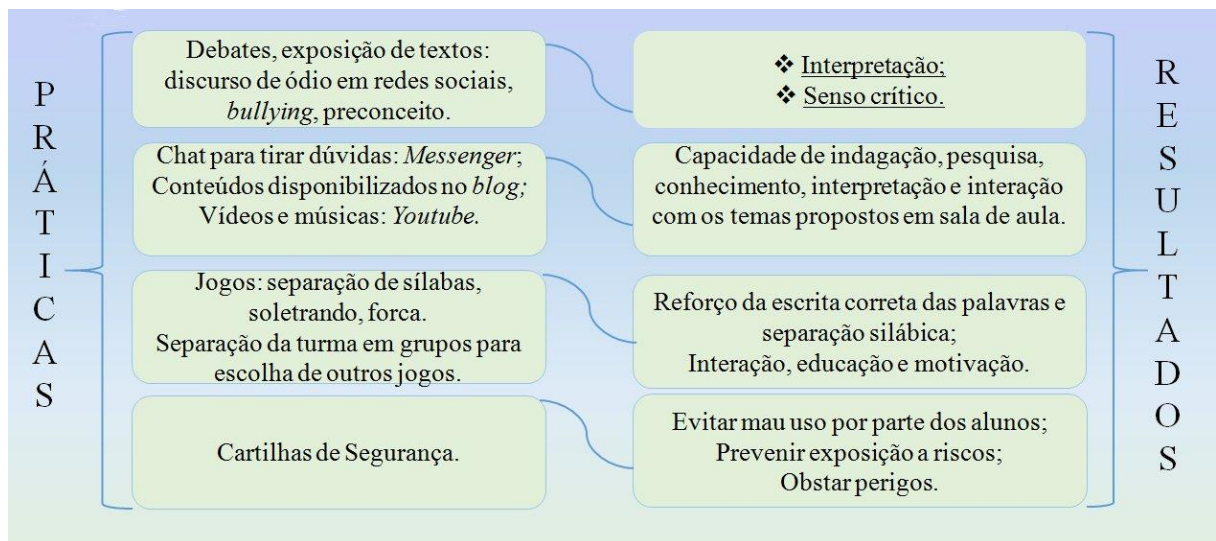 PRÁTICAS
Debates, exposição de textos:
discurso de ódio em redes sociais,
bullying, preconceito.
❖ Interpretação;
❖ Senso crítico.
Chat para tirar dúvidas: Messenger;
Conteúdos disponibilizados no blog;
Vídeos e músicas: Youtube.
Capacidade de indagação, pesquisa,
conhecimento, interpretação e interação
com os temas propostos em sala de aula.
Jogos: separação de sílabas,
soletrando, forca.
Separação da turma em grupos para
escolha de outros jogos.
Reforço da escrita correta das palavras e
separação silábica;
Interação, educação e motivação.
Cartilhas de Segurança.
Evitar mau uso por parte dos alunos;
Prevenir exposição a riscos;
Obstar perigos.
RESULTADOS